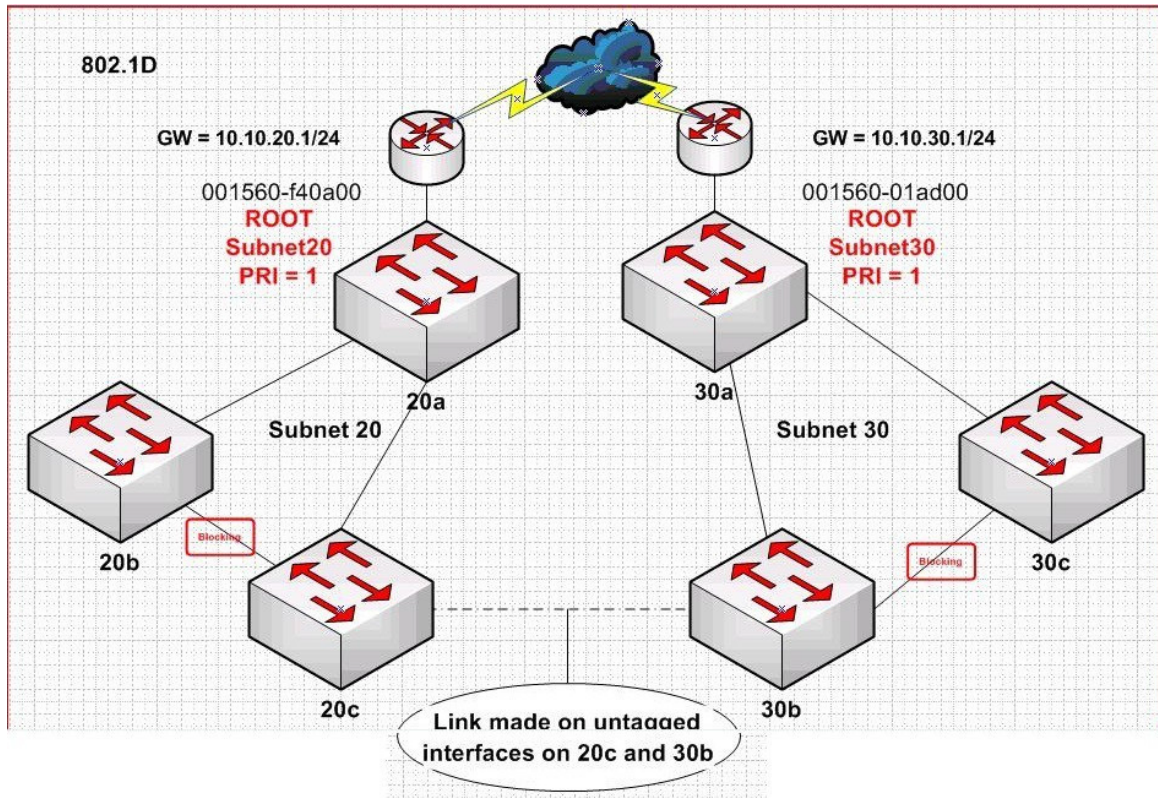 802.1D
GW = 10.10.20.1/24
GW = 10.10.30.1/24
001560-f40a00
ROOT
Subnet20
PRI = 1
001560-01ad00
ROOT
Subnet30
PRI = 1
20a
30a
Subnet 20
Subnet 30
Blocking
20b
Blocking
30c
20c
30b
Link made on untagged
interfaces on 20c and 30b